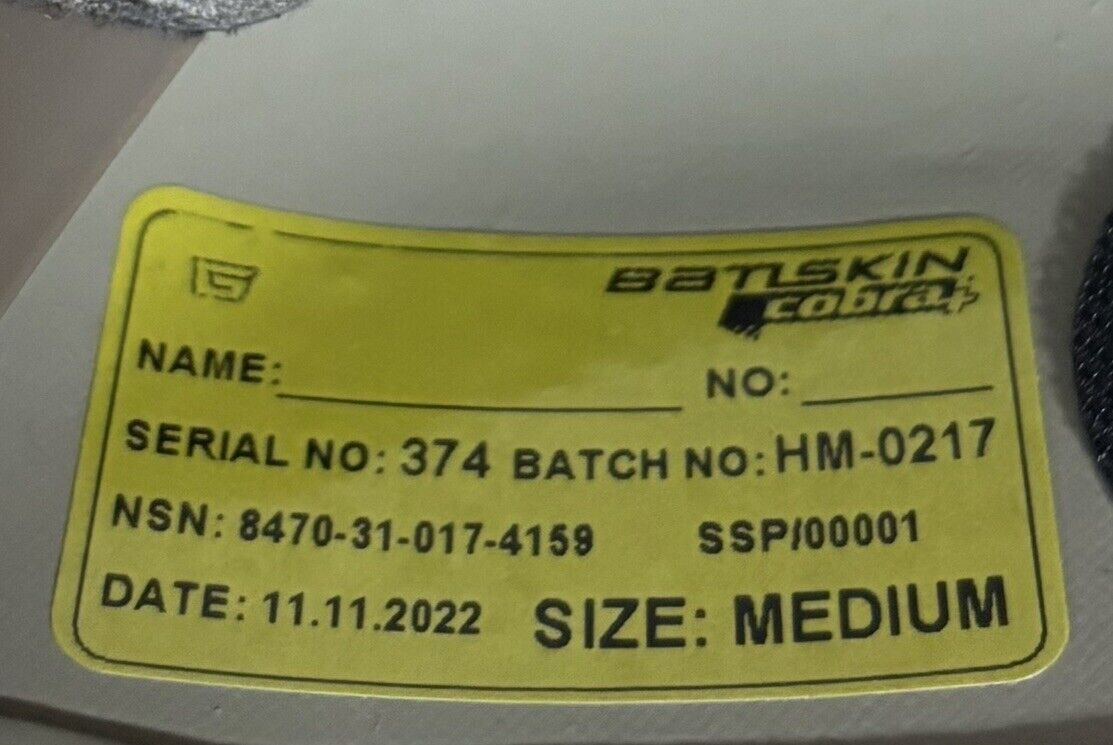 BATLSKIN
cobra
NAME: NO:
SERIAL NO: 374 BATCH NO: HM-0217
NSN: 8470-31-017-4159 SSP/00001
DATE: 11.11.2022 SIZE: MEDIUM